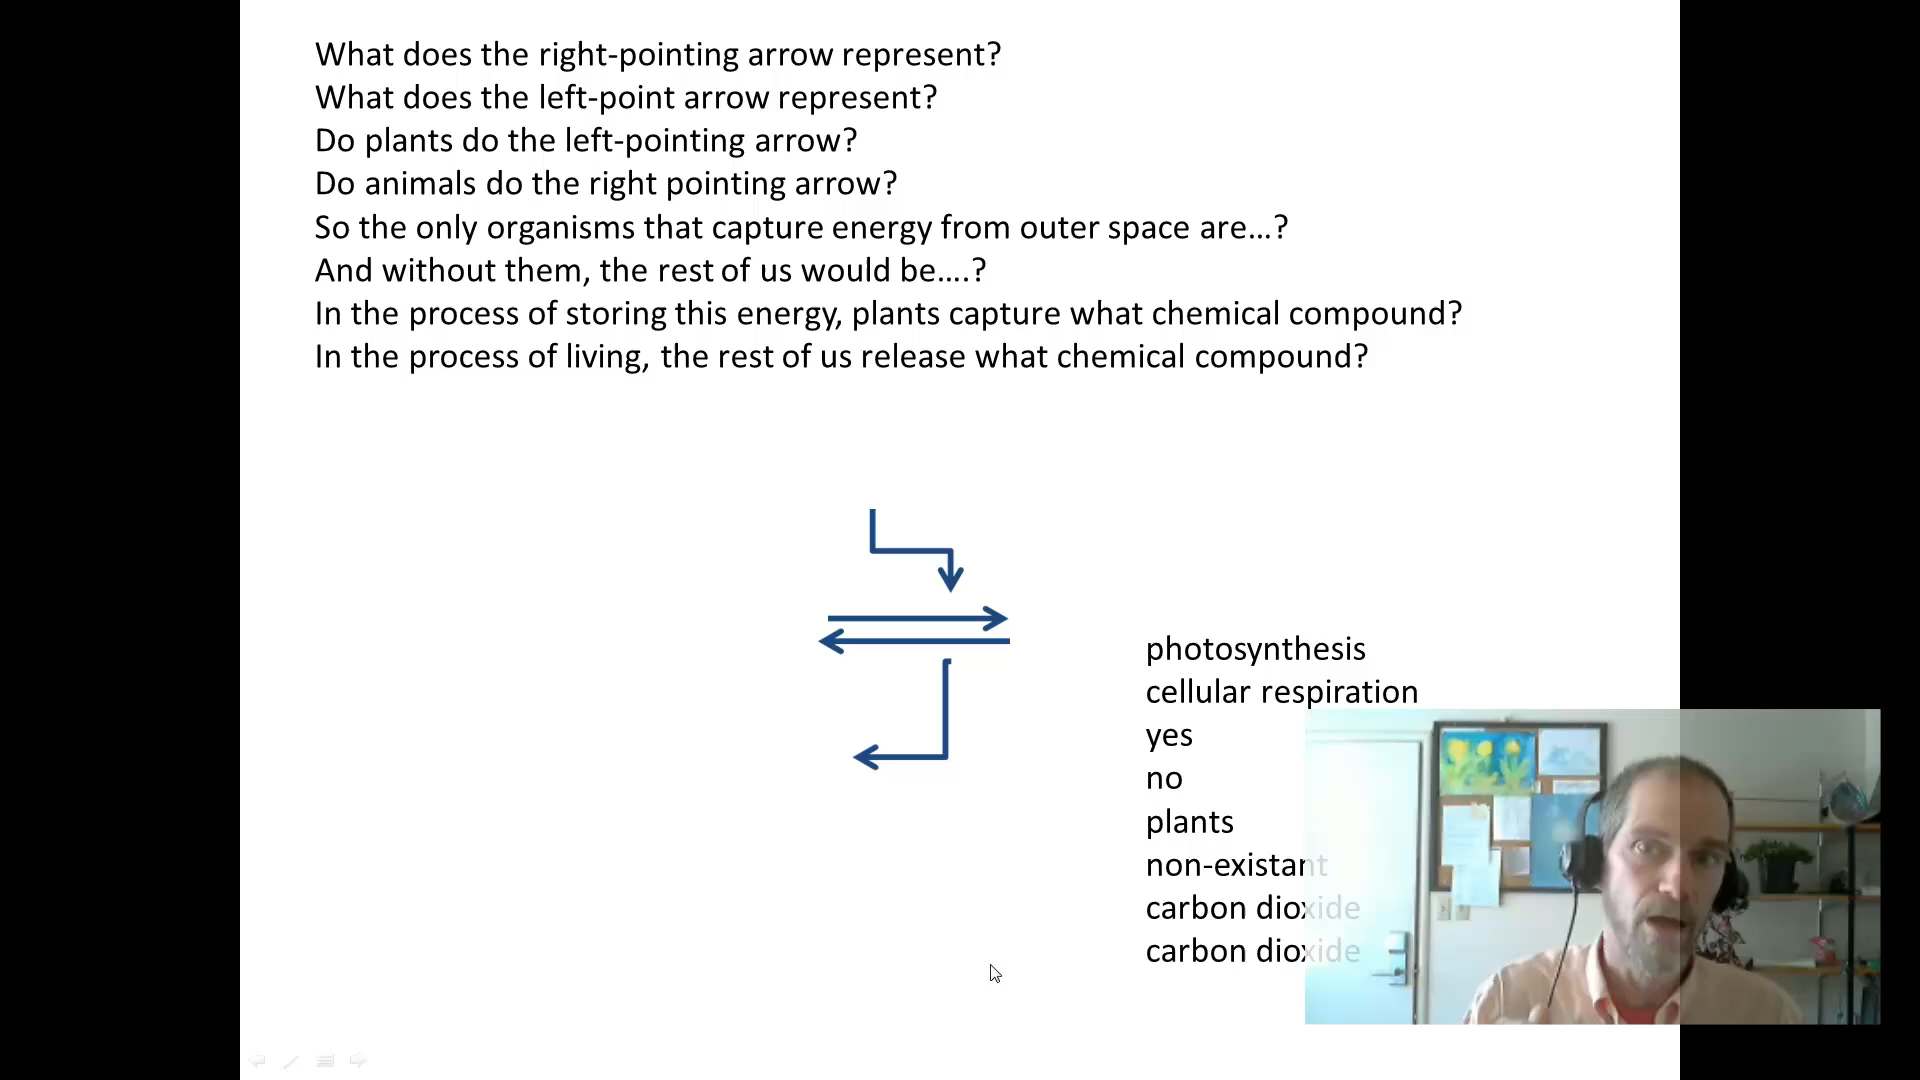 What does the right-pointing arrow represent?
What does the left-point arrow represent?
Do plants do the left-pointing arrow?
Do animals do the right pointing arrow?
So the only organisms that capture energy from outer space are...?
And without them, the rest of us would be....?
In the process of storing this energy, plants capture what chemical compound?
In the process of living, the rest of us release what chemical compound?
photosynthesis
cellular respiration
yes
no
plants
non-existant
carbon dioxide
carbon dioxide